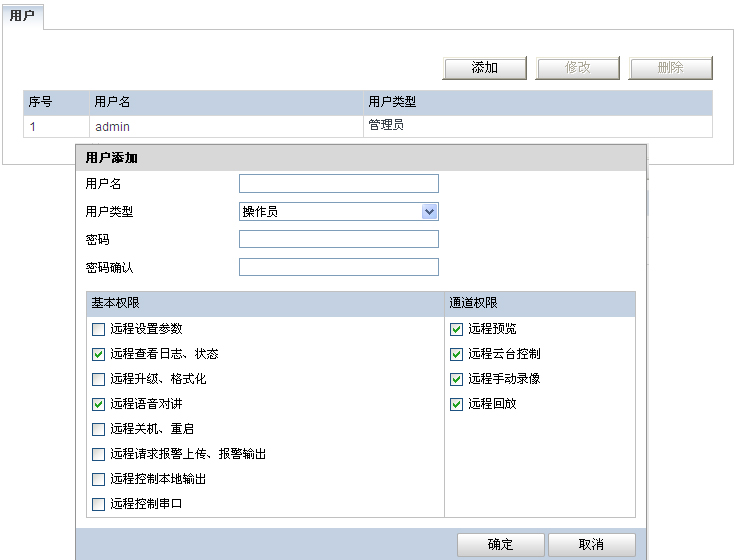 用户
添加 修改 删除
序号 用户名 用户类型
1 admin 管理员
用户添加
用户名
用户类型 操作员
密码
密码确认
基本权限 通道权限
远程设置参数 远程预览
远程查看日志、状态 远程云台控制
远程升级、格式化 远程手动录像
远程语音对讲 远程回放
远程关机、重启
远程请求报警上传、报警输出
远程控制本地输出
远程控制串口
确定 取消